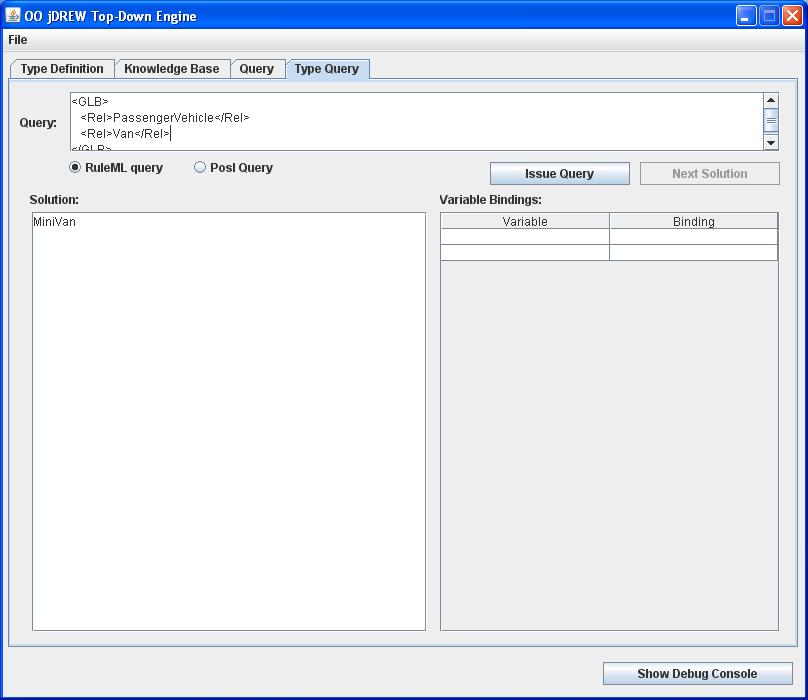 OO jDREW Top-Down Engine
File
Type Definition Knowledge Base Query Type Query
Query:
<GLB>
<Rel>PassengerVehicle</Rel>
<Rel>Van</Rel>
</GLB>
RuleML query Posl Query
Issue Query Next Solution
Solution: Variable Bindings:
MiniVan
Variable Binding
Show Debug Console